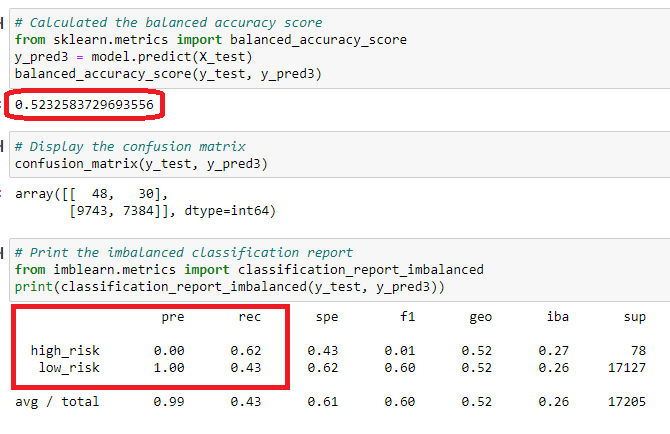 # Calculated the balanced accuracy score
from sklearn.metrics import balanced_accuracy_score
y_pred3 = model.predict(X_test)
balanced_accuracy_score(y_test, y_pred3)
0.5232583729693556
# Display the confusion matrix
confusion_matrix(y_test, y_pred3)
array([[ 48, 30],
[9743, 7384]], dtype=int64)
# Print the imbalanced classification report
from imblearn.metrics import classification_report_imbalanced
print(classification_report_imbalanced(y_test, y_pred3))
pre rec spe f1 geo iba sup
high_risk 0.00 0.62 0.43 0.01 0.52 0.27 78
low_risk 1.00 0.43 0.62 0.60 0.52 0.26 17127
avg / total 0.99 0.43 0.61 0.60 0.52 0.26 17205